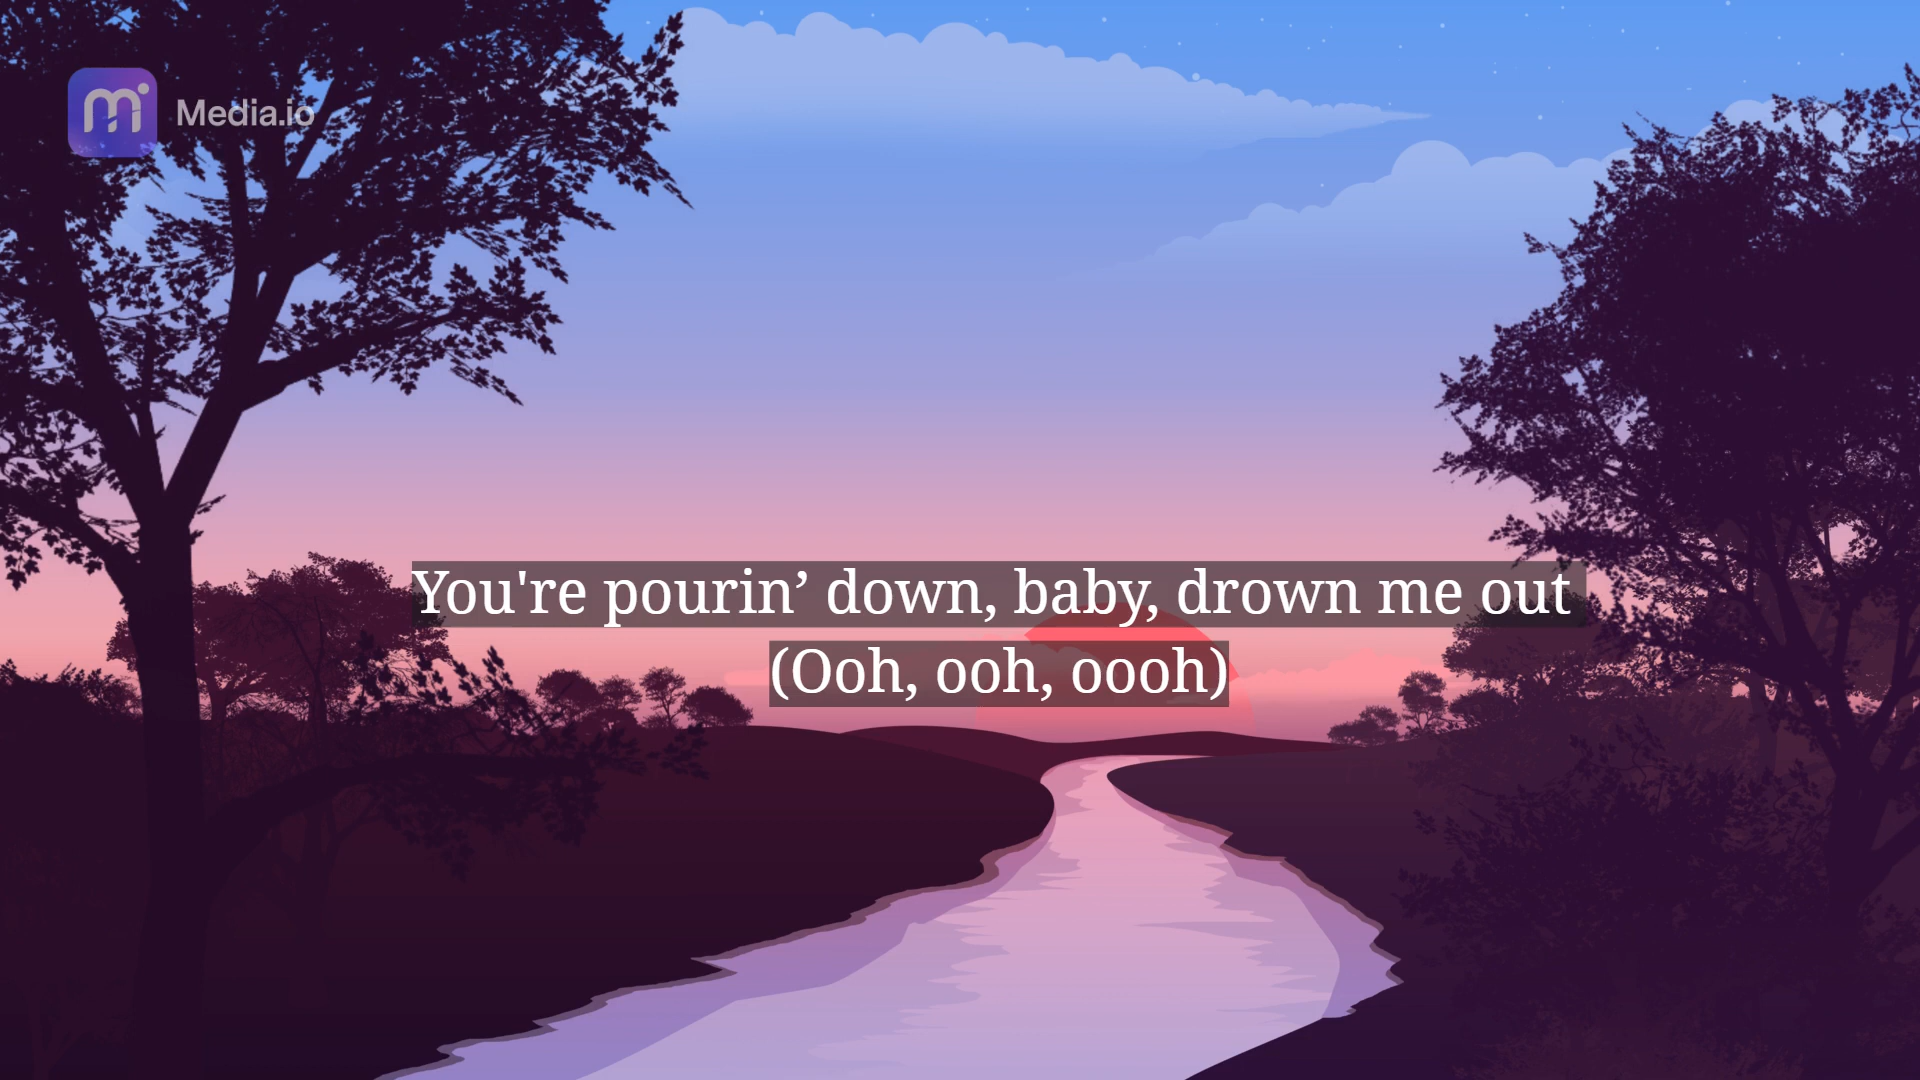 Media.io
You're pourin’ down, baby, drown me out
(Ooh, ooh, oooh)